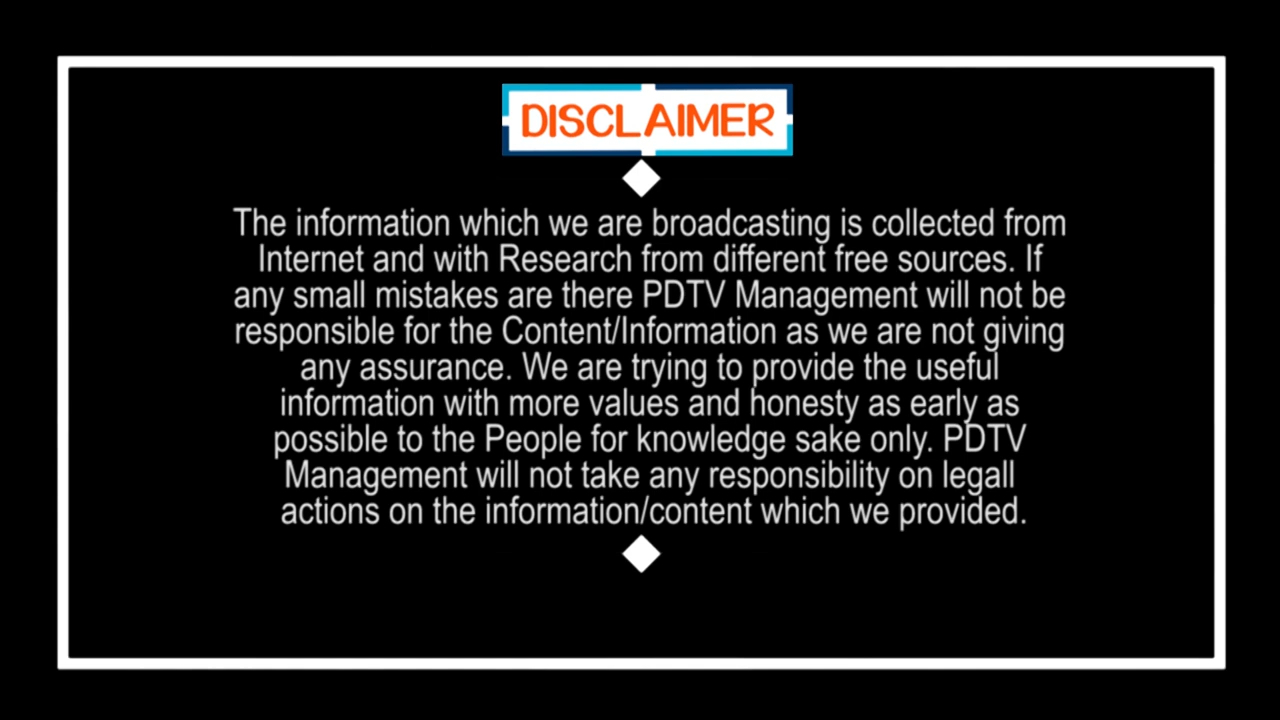 DISCLAIMER
The information which we are broadcasting is collected from
Internet and with Research from different free sources. If
any small mistakes are there PDTV Management will not be
responsible for the Content/Information as we are not giving
any assurance. We are trying to provide the useful
information with more values and honesty as early as
possible to the People for knowledge sake only. PDTV
Management will not take any responsibility on legall
actions on the information/content which we provided.